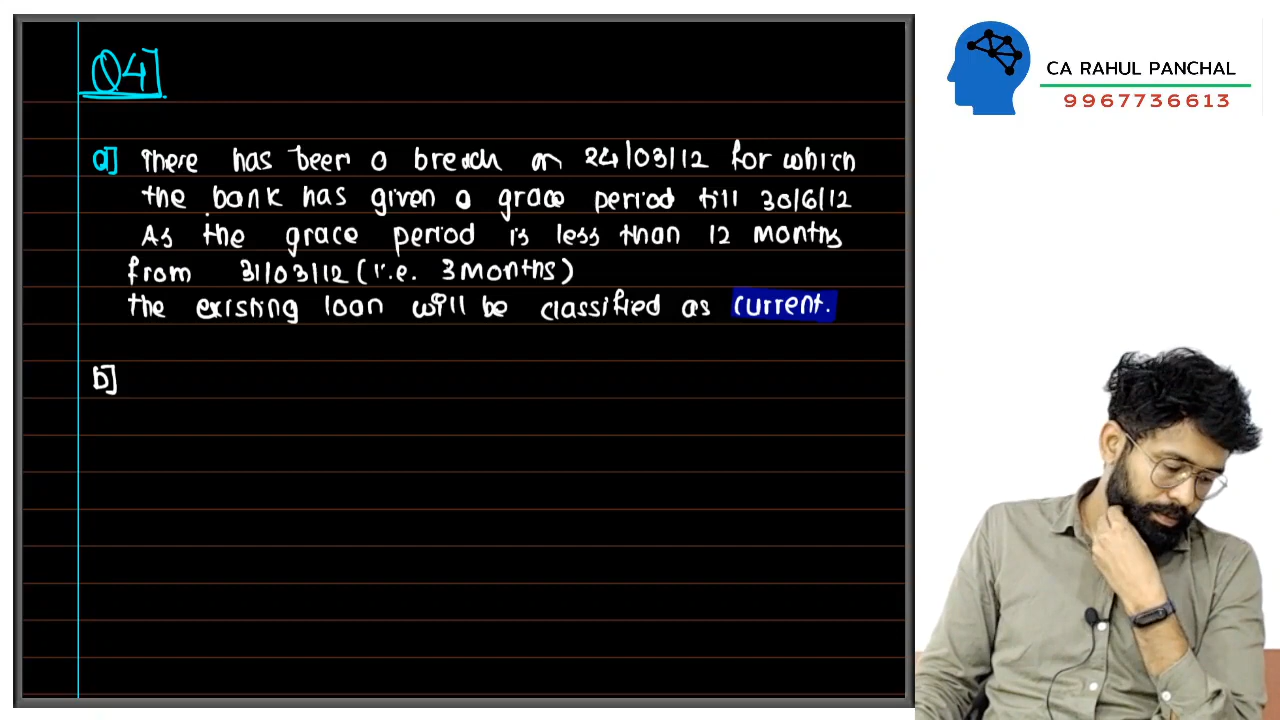 Q4]
CA RAHUL PANCHAL
9967736613
a] There has been a breach on 24/03/12 for which
the bank has given a grace period till 30/6/12
As the grace period is less than 12 months
from 31/03/12 (i.e. 3 months)
the existing loan will be classified as current.
b]